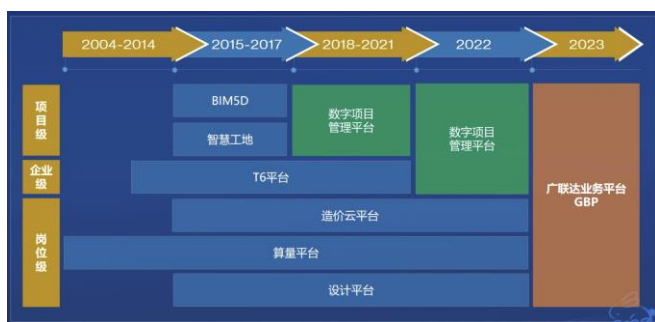 2004-2014
2015-2017
2018-2021
2022
2023
项
目
级
BIM5D
智慧工地
数字项目
管理平台
数字项目
管理平台
企业
级
T6平台
广联达业务平台
GBP
岗
位
级
造价云平台
算量平台
设计平台